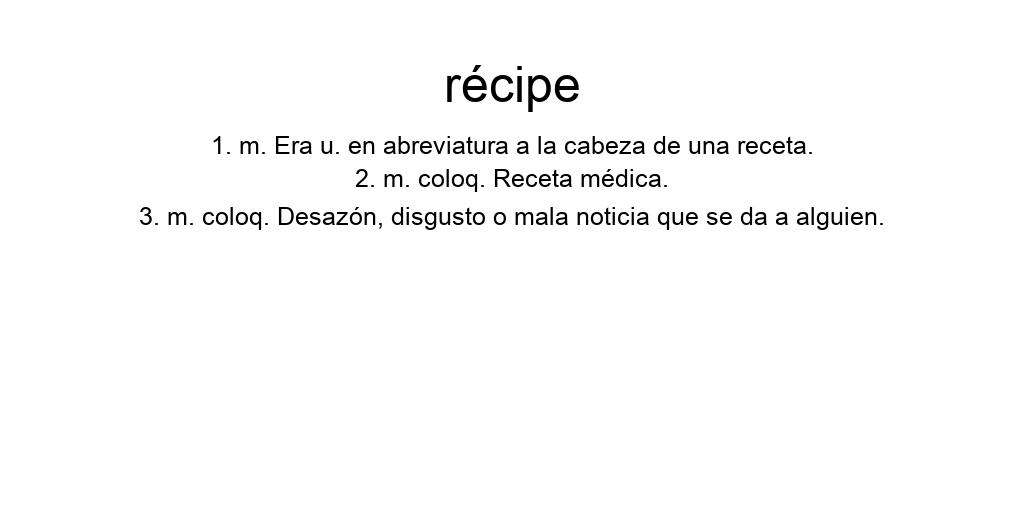 récipe
1. m. Era u. en abreviatura a la cabeza de una receta.
2. m. coloq. Receta médica.
3. m. coloq. Desazón, disgusto o mala noticia que se da a alguien.